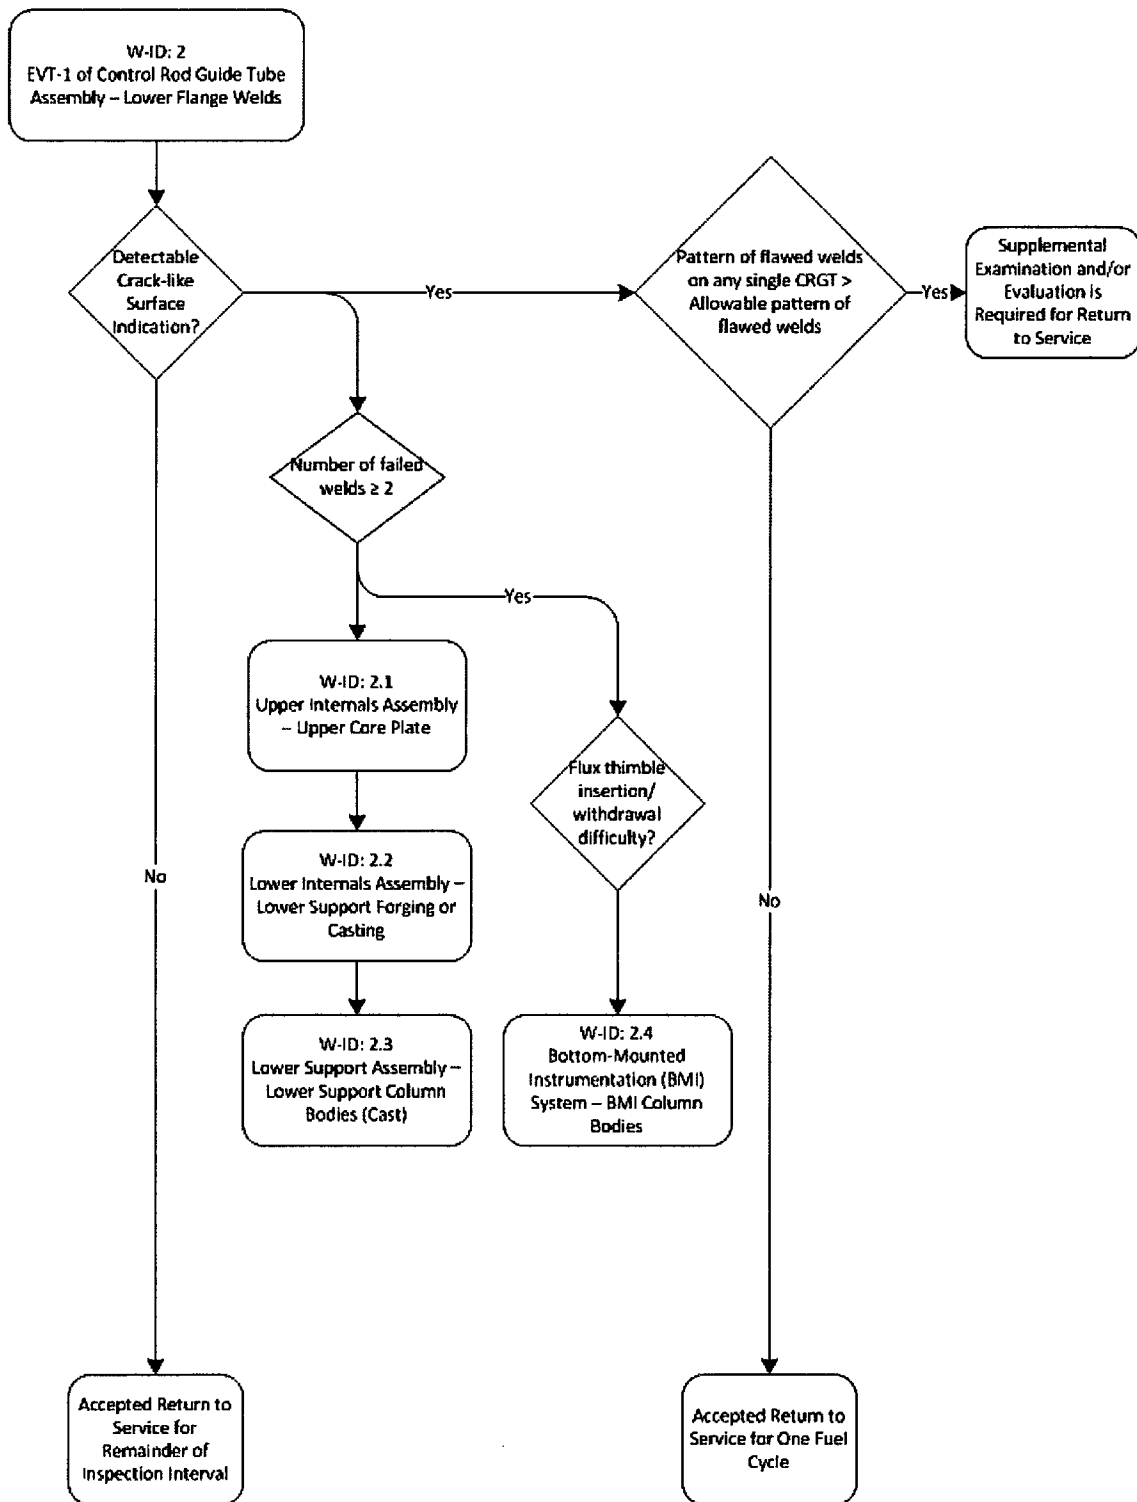 W-ID: 2
EVT-1 of Control Rod Guide Tube
Assembly – Lower Flange Welds
Detectable
Crack-like
Surface
Indication?
Yes
Pattern of flawed welds
on any single CRGT >
Allowable pattern of
flawed welds
Yes
Supplemental
Examination and/or
Evaluation is
Required for Return
to Service
Number of failed
welds ≥ 2
Yes
W-ID: 2.1
Upper Internals Assembly
– Upper Core Plate
Flux thimble
insertion/
withdrawal
difficulty?
W-ID: 2.2
Lower Internals Assembly –
Lower Support Forging or
Casting
No
No
W-ID: 2.3
Lower Support Assembly –
Lower Support Column
Bodies (Cast)
W-ID: 2.4
Bottom-Mounted
Instrumentation (BMI)
System – BMI Column
Bodies
Accepted Return to
Service for
Remainder of
Inspection Interval
Accepted Return to
Service for One Fuel
Cycle